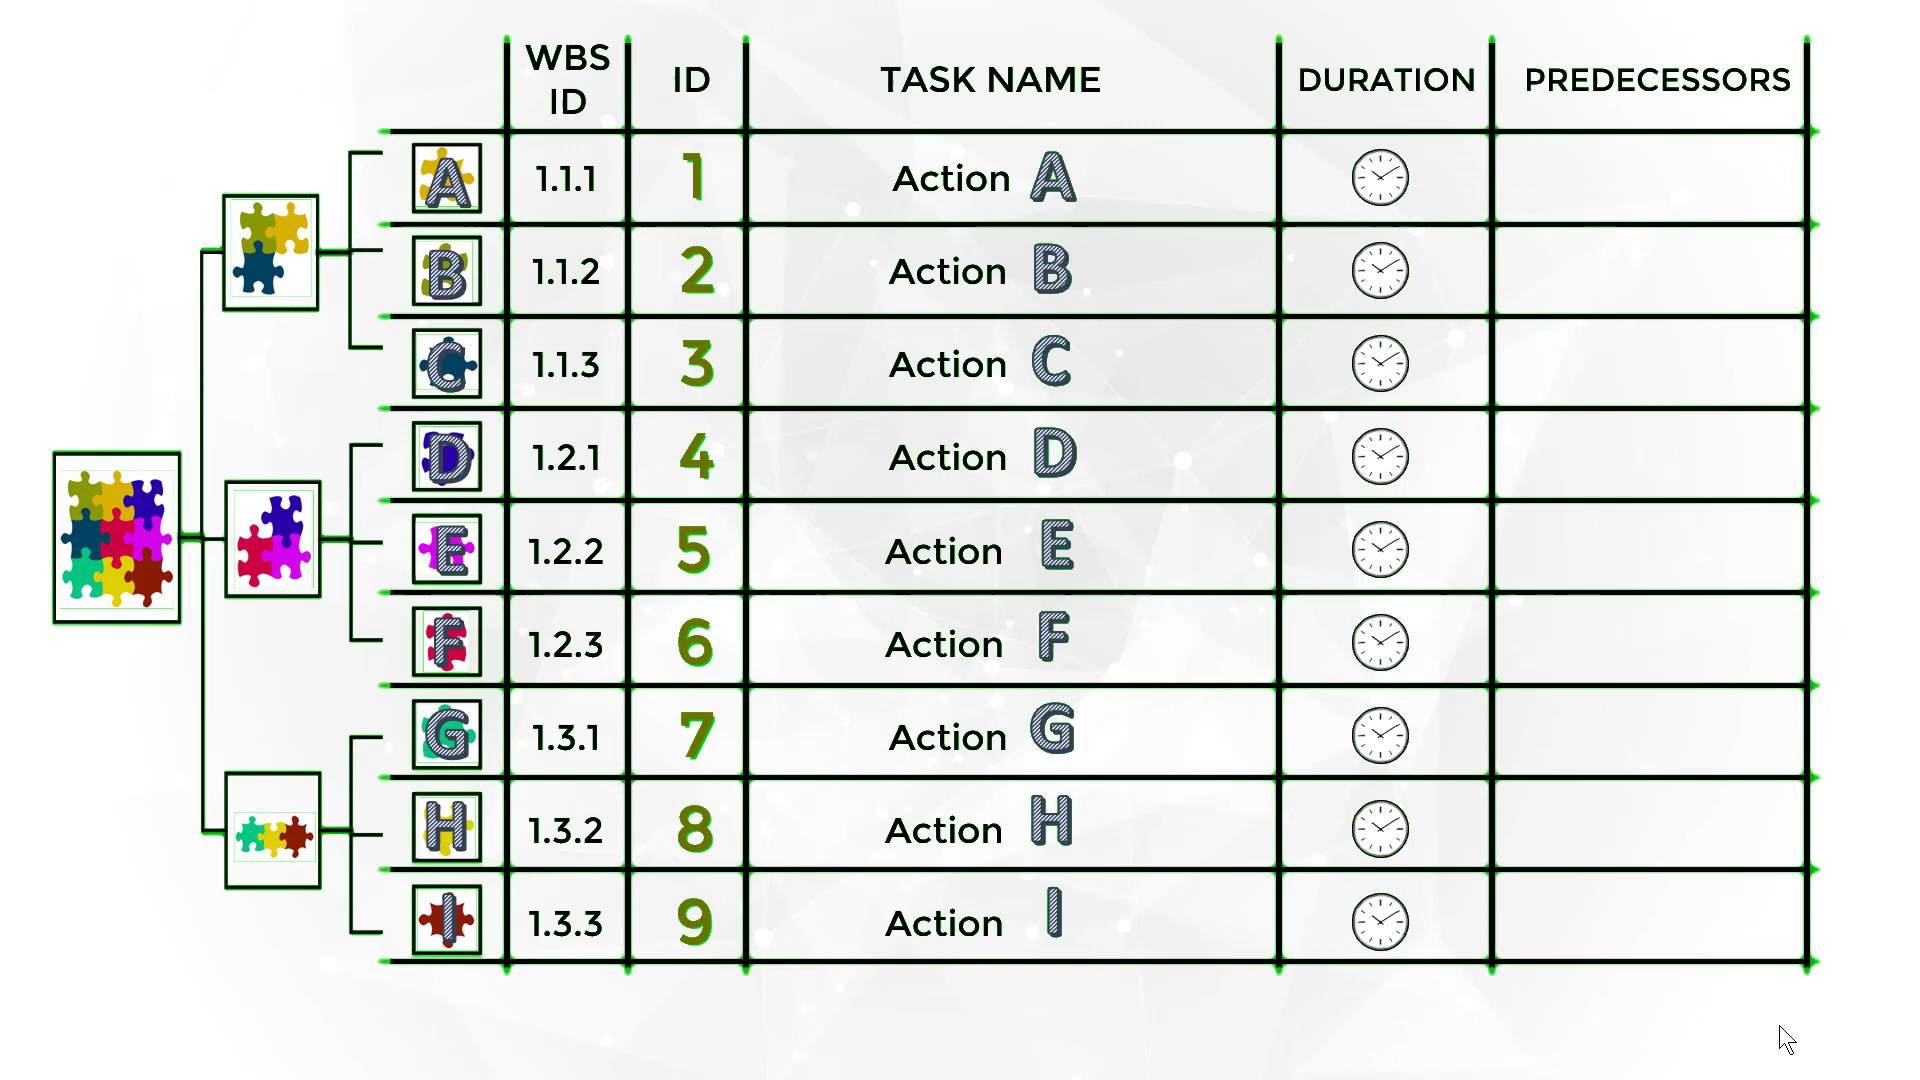 WBS ID
ID
TASK NAME
DURATION
PREDECESSORS
A 1.1.1 1 Action A
B 1.1.2 2 Action B
C 1.1.3 3 Action C
D 1.2.1 4 Action D
E 1.2.2 5 Action E
F 1.2.3 6 Action F
G 1.3.1 7 Action G
H 1.3.2 8 Action H
I 1.3.3 9 Action I